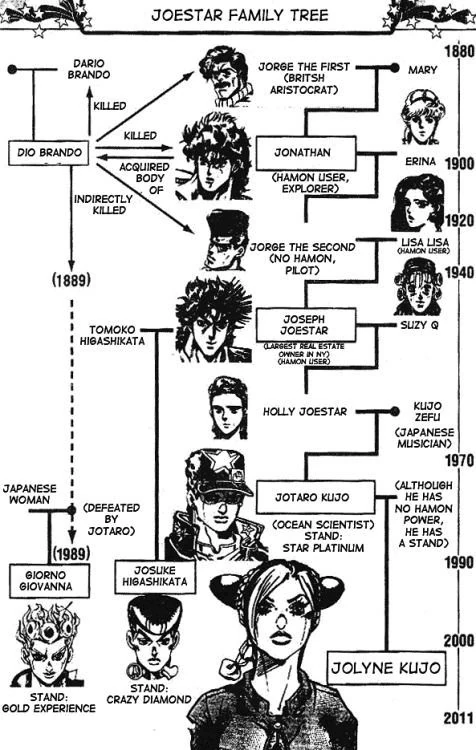 JOESTAR FAMILY TREE
1880
DARIO
BRANDO
JORGE THE FIRST
(BRITSH
ARISTOCRAT)
MARY
KILLED
KILLED
DIO BRANDO
ACQUIRED
BODY
OF
JONATHAN
(HAMON USER,
EXPLORER)
ERINA
1900
INDIRECTLY
KILLED
1920
JORGE THE SECOND
(NO HAMON,
PILOT)
LISA LISA
(HAMON USER)
1940
(1889)
TOMOKO
HIGASHIKATA
JOSEPH
JOESTAR
(LARGEST REAL ESTATE
OWNER IN NY)
(HAMON USER)
SUZY Q
HOLLY JOESTAR
KUJO
ZEFU
(JAPANESE
MUSICIAN)
1970
JAPANESE
WOMAN
(DEFEATED
BY
JOTARO)
JOTARO KUJO
(OCEAN SCIENTIST)
STAND:
STAR PLATINUM
(ALTHOUGH
HE HAS
NO HAMON
POWER,
HE HAS
A STAND)
(1989)
1990
GIORNO
GIOVANNA
JOSUKE
HIGASHIKATA
2000
JOLYNE KUJO
STAND:
GOLD EXPERIENCE
STAND:
CRAZY DIAMOND
2011